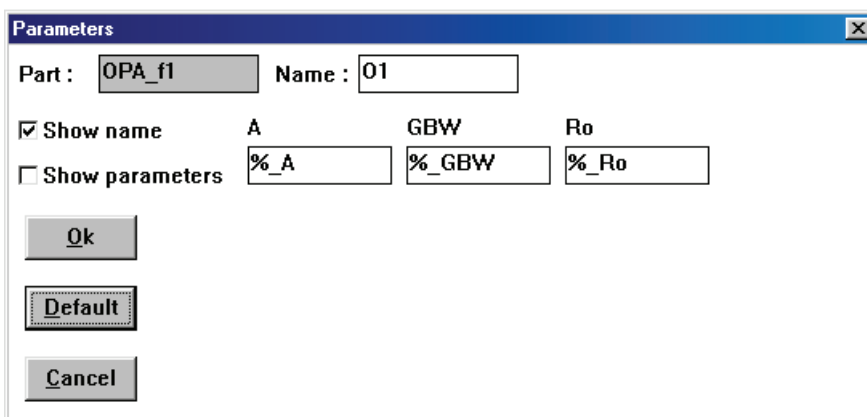 Parameters
Part : OPA_f1 Name : O1
Show name A GBW Ro
%_A %_GBW %_Ro
Show parameters
Ok
Default
Cancel